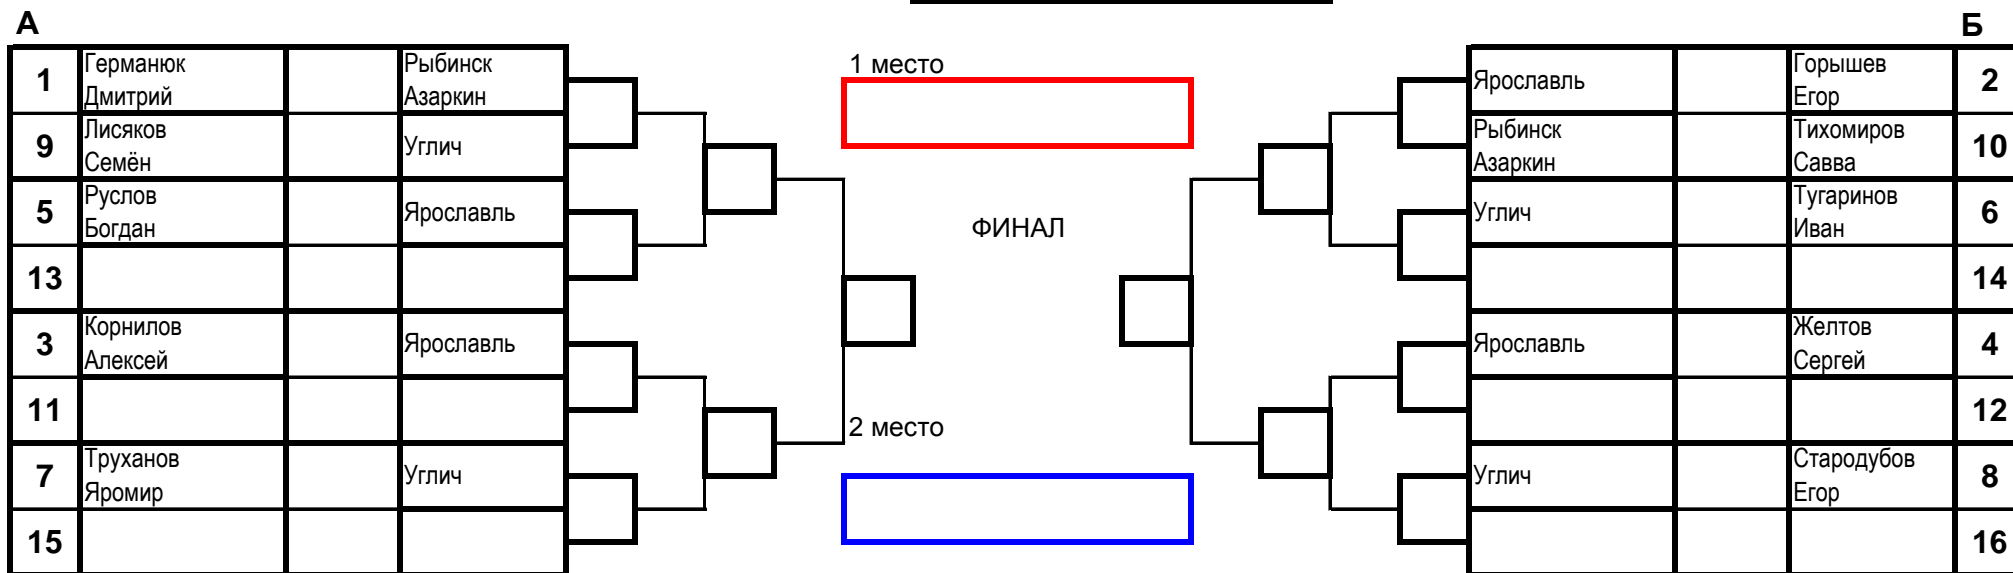 А
Б
1
Германюк
Дмитрий
Рыбинск
Азаркин
9
Лисяков
Семён
Углич
5
Руслов
Богдан
Ярославль
13
3
Корнилов
Алексей
Ярославль
11
7
Труханов
Яромир
Углич
15
1 место
ФИНАЛ
2 место
Ярославль
Горышев
Егор
2
Рыбинск
Азаркин
Тихомиров
Савва
10
Углич
Тугаринов
Иван
6
14
Ярославль
Желтов
Сергей
4
12
Углич
Стародубов
Егор
8
16